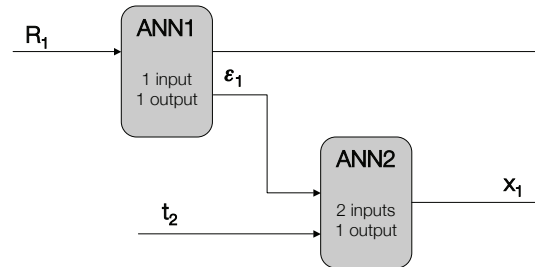 R₁
ANN1
1 input
1 output
ε₁
ANN2
2 inputs
1 output
t₂
x₁